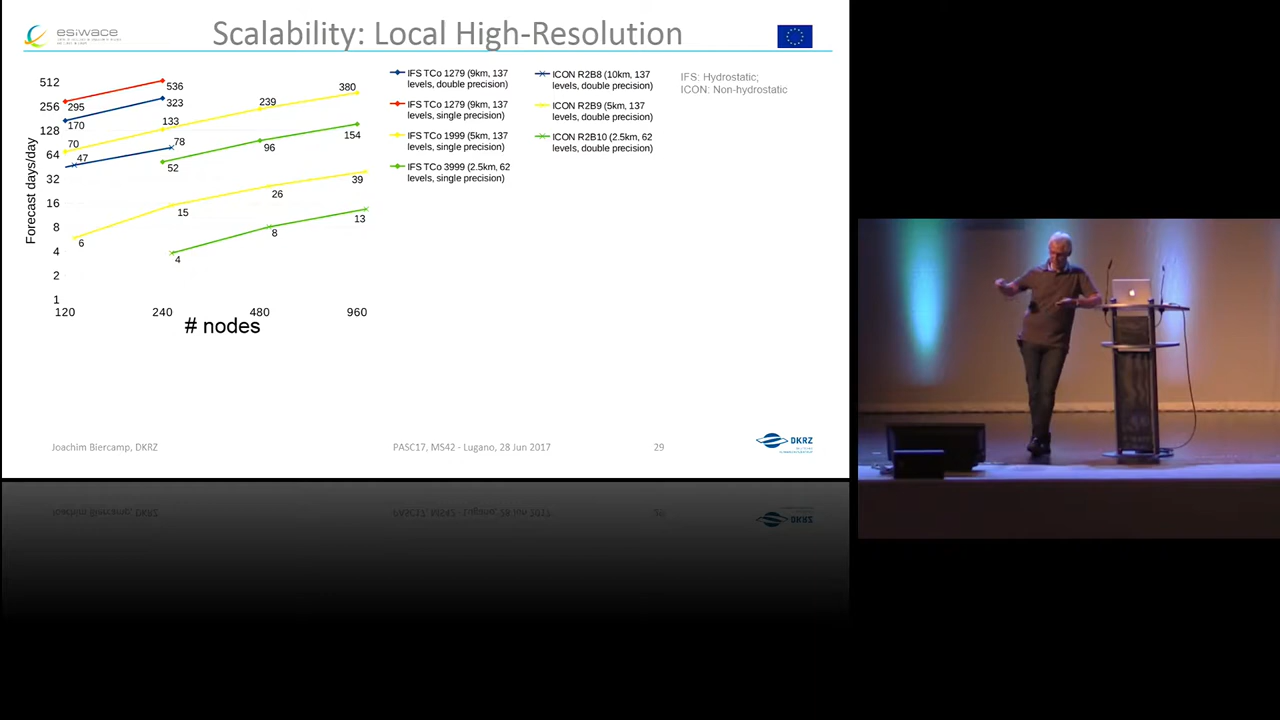 esiwace
Scalability: Local High-Resolution
512
256
128
64
32
16
8
4
2
1
Forecast days/day
120
240
480
960
# nodes
295
536
170
323
70
133
239
380
47
78
52
96
154
6
15
26
39
4
8
13
IFS TCo 1279 (9km, 137
levels, double precision)
IFS TCo 1279 (9km, 137
levels, single precision)
IFS TCo 1999 (5km, 137
levels, single precision)
IFS TCo 3999 (2.5km, 62
levels, single precision)
ICON R2B8 (10km, 137
levels, double precision)
ICON R2B9 (5km, 137
levels, double precision)
ICON R2B10 (2.5km, 62
levels, double precision)
IFS: Hydrostatic;
ICON: Non-hydrostatic
Joachim Biercamp, DKRZ
PASC17, MS42 - Lugano, 28 Jun 2017
29
DKRZ